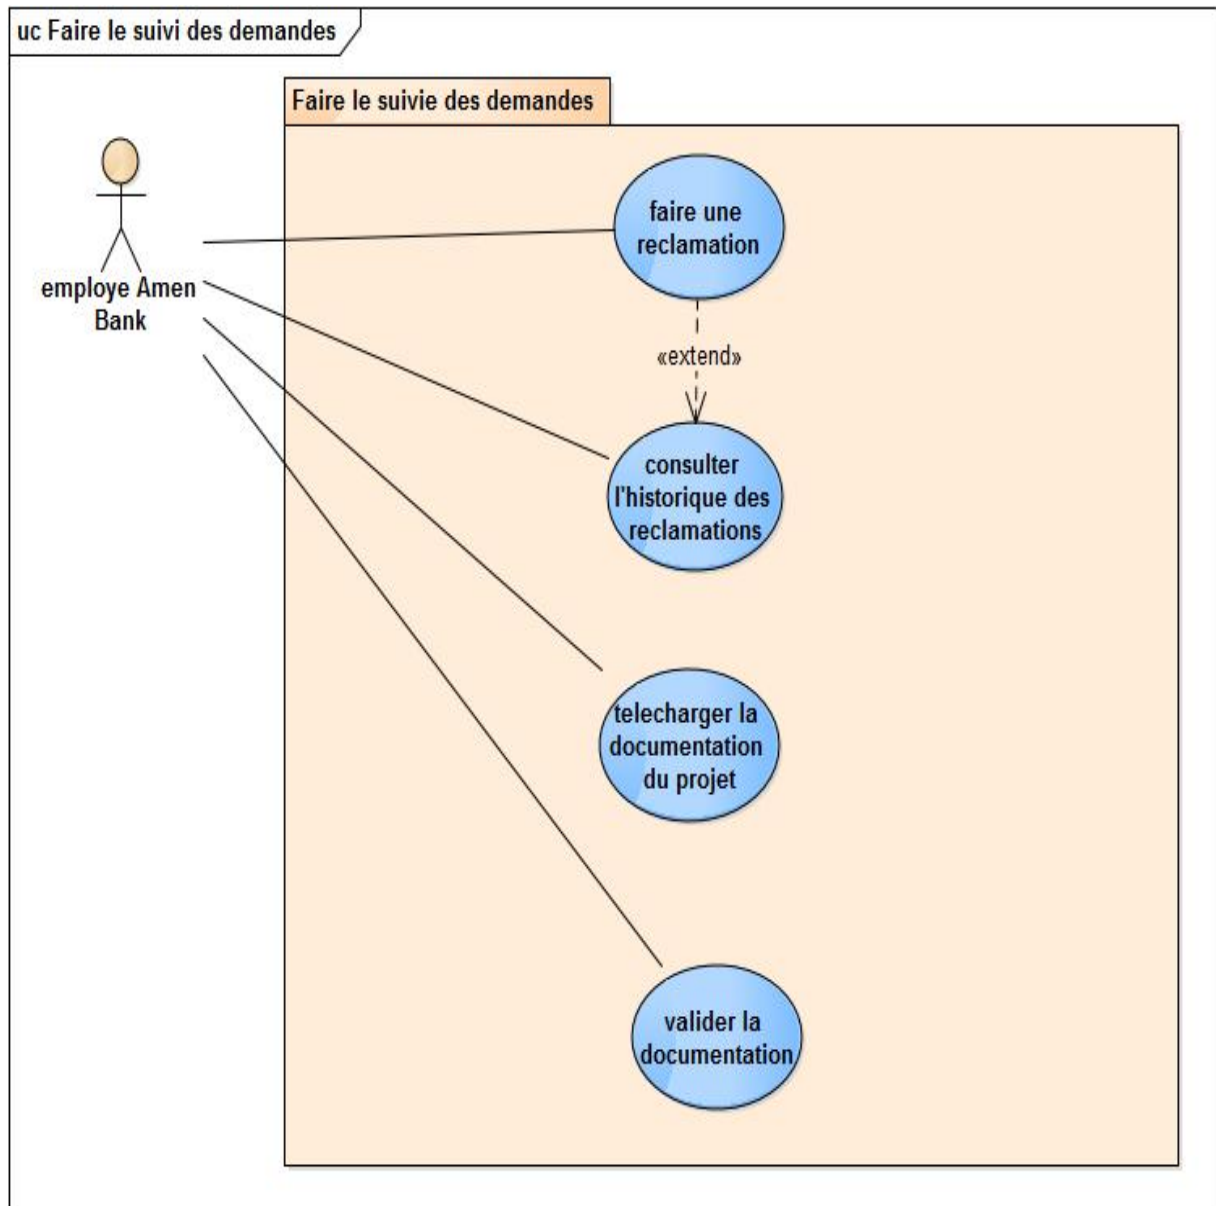 uc Faire le suivi des demandes
Faire le suivie des demandes
employe Amen
Bank
faire une
reclamation
«extend»
consulter
l'historique des
reclamations
telecharger la
documentation
du projet
valider la
documentation